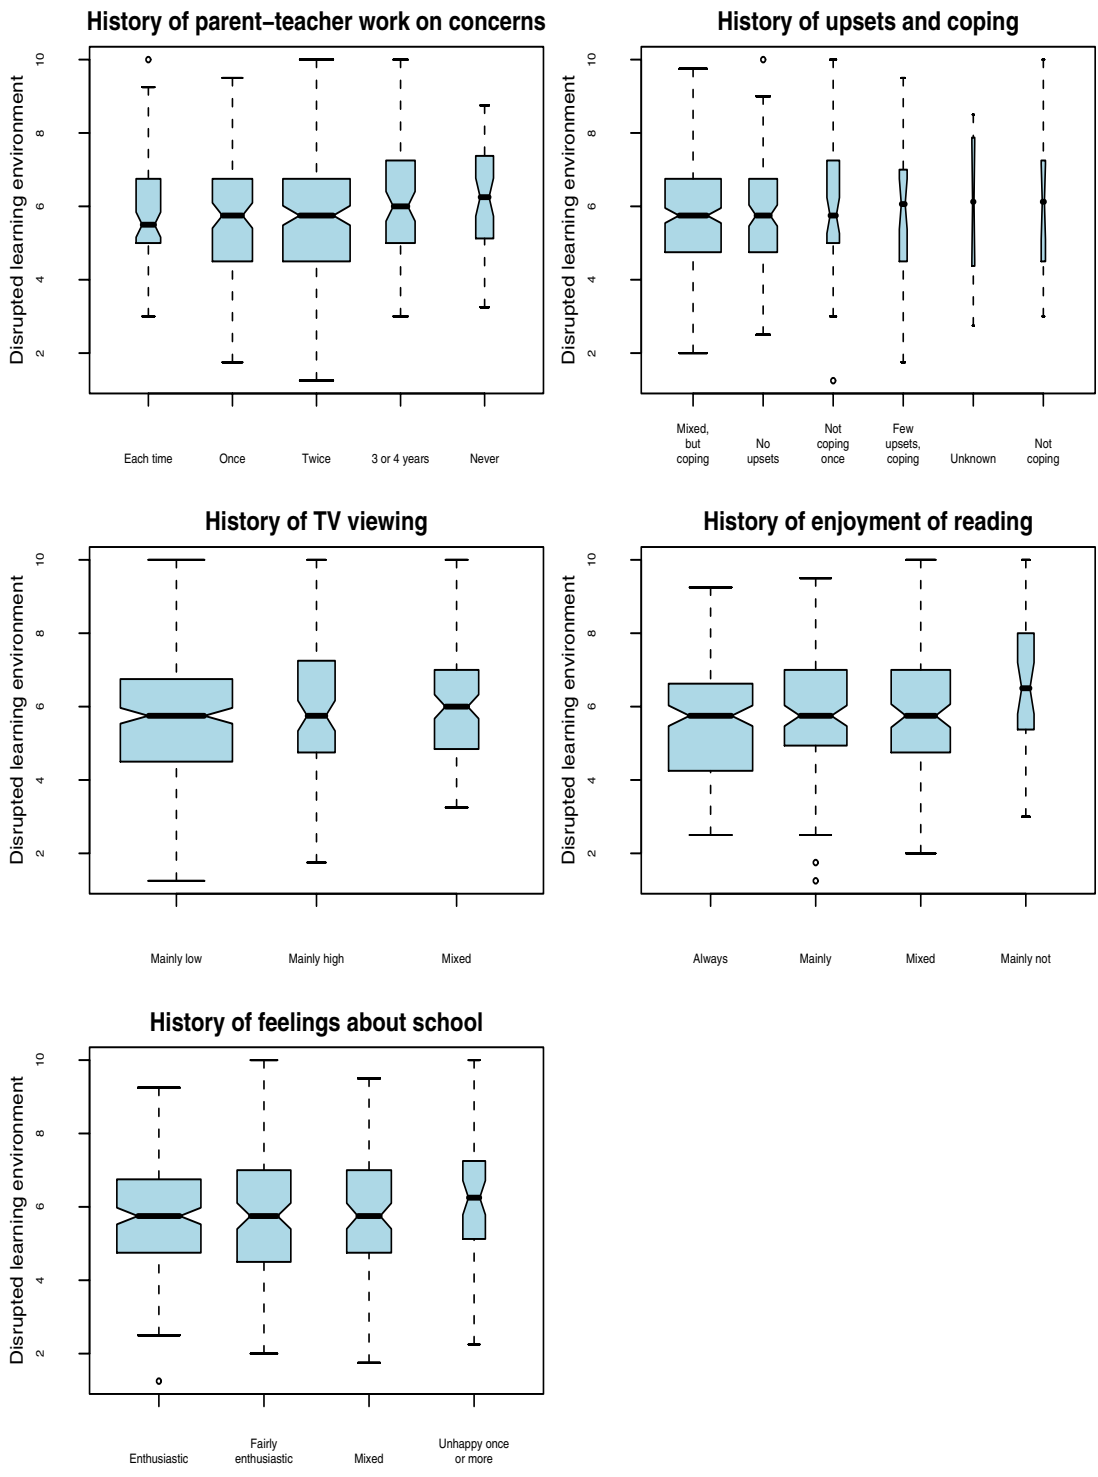 History of parent–teacher work on concerns
Disrupted learning environment
10
8
6
4
2
Each time
Once
Twice
3 or 4 years
Never
History of upsets and coping
Disrupted learning environment
10
8
6
4
2
Mixed,
but
coping
No
upsets
Not
coping
once
Few
upsets,
coping
Unknown
Not
coping
History of TV viewing
Disrupted learning environment
10
8
6
4
2
Mainly low
Mainly high
Mixed
History of enjoyment of reading
Disrupted learning environment
10
8
6
4
2
Always
Mainly
Mixed
Mainly not
History of feelings about school
Disrupted learning environment
10
8
6
4
2
Enthusiastic
Fairly
enthusiastic
Mixed
Unhappy once
or more